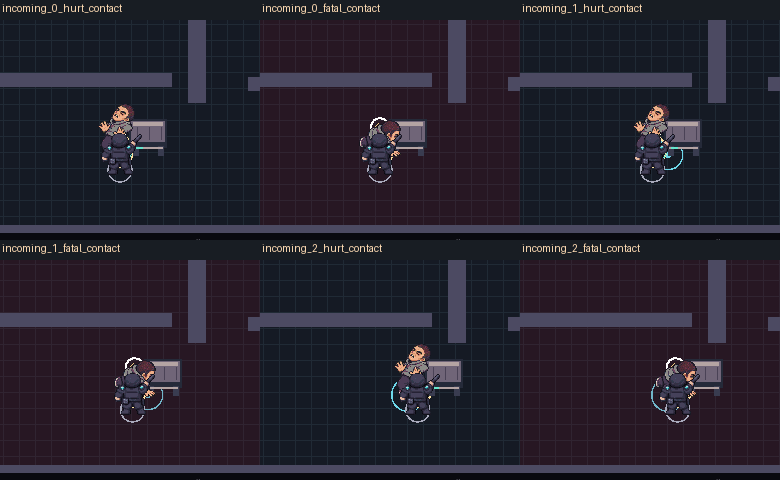 incoming_0_hurt_contact
incoming_0_fatal_contact
incoming_1_hurt_contact
incoming_1_fatal_contact
incoming_2_hurt_contact
incoming_2_fatal_contact